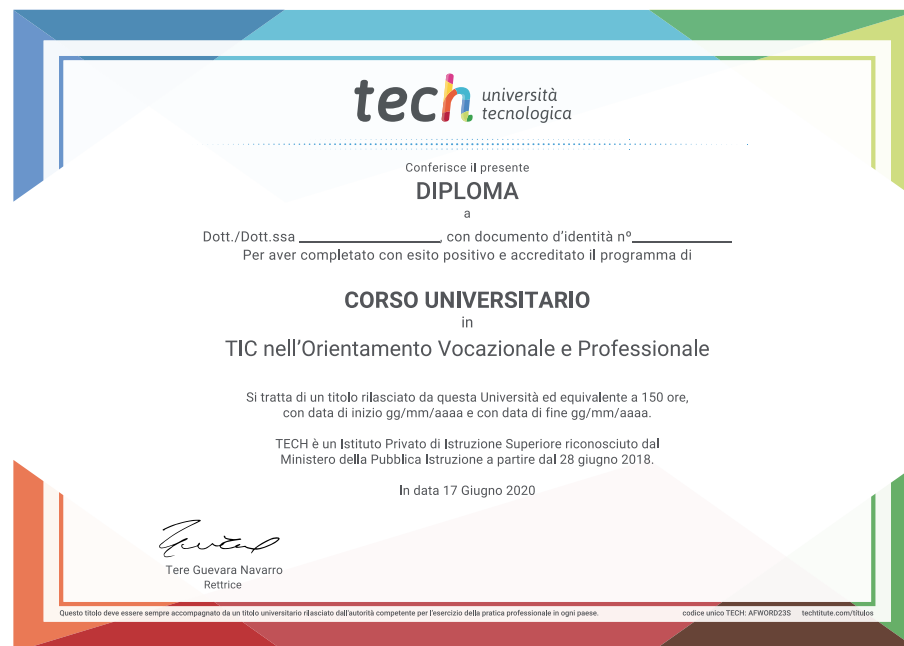 tech università
tecnologica
Conferisce il presente
DIPLOMA
a
Dott./Dott.ssa ____________________, con documento d'identità nº______________
Per aver completato con esito positivo e accreditato il programma di
CORSO UNIVERSITARIO
in
TIC nell'Orientamento Vocazionale e Professionale
Si tratta di un titolo rilasciato da questa Università ed equivalente a 150 ore,
con data di inizio gg/mm/aaaa e con data di fine gg/mm/aaaa.
TECH è un Istituto Privato di Istruzione Superiore riconosciuto dal
Ministero della Pubblica Istruzione a partire dal 28 giugno 2018.
In data 17 Giugno 2020
Tere Guevara Navarro
Rettrice
Questo titolo deve essere sempre accompagnato da un titolo universitario rilasciato dall'autorità competente per l'esercizio della pratica professionale in ogni paese. codice unico TECH: AFWORD23S techtitute.com/titulos